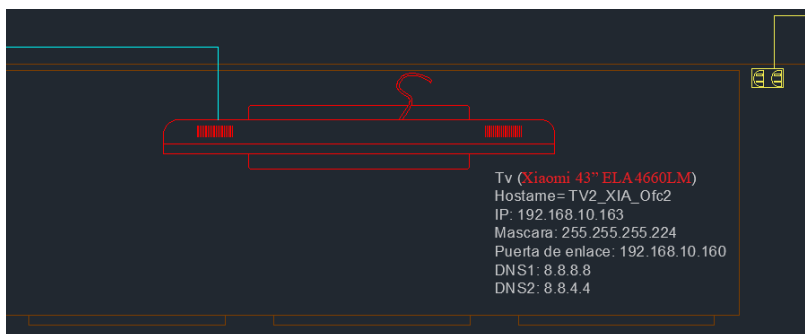 Tv (Xiaomi 43” ELA4660LM)
Hostame= TV2_XIA_Ofc2
IP: 192.168.10.163
Mascara: 255.255.255.224
Puerta de enlace: 192.168.10.160
DNS1: 8.8.8.8
DNS2: 8.8.4.4